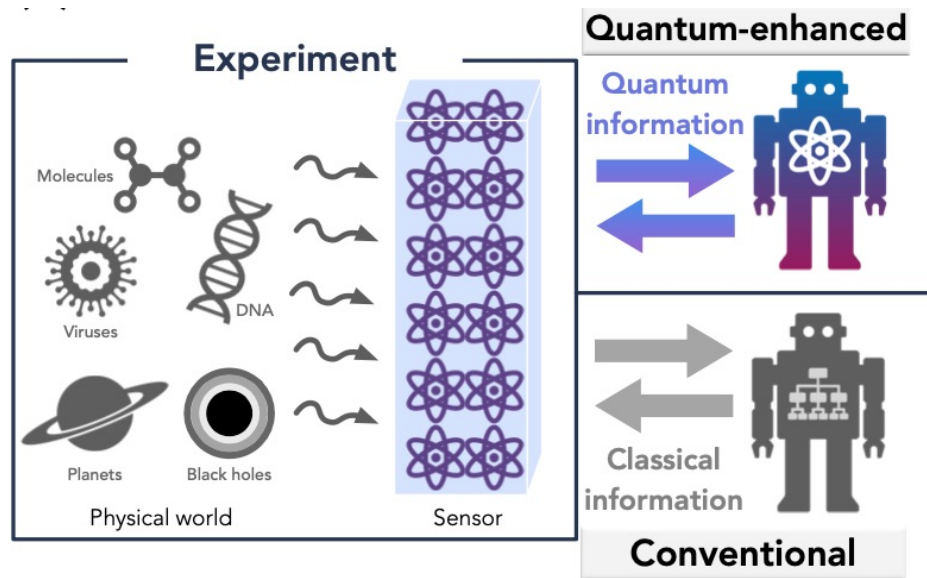 Quantum-enhanced
Experiment
Quantum
information
Molecules
DNA
Viruses
Planets
Black holes
Physical world
Sensor
Classical
information
Conventional